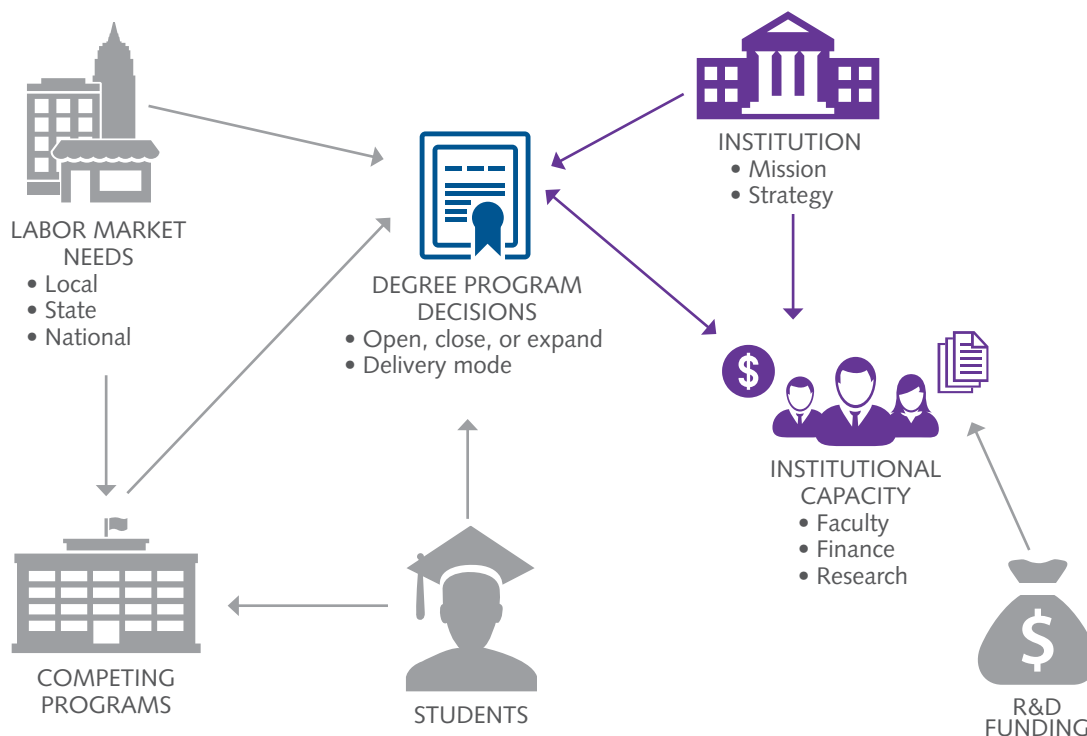 INSTITUTION
• Mission
• Strategy
LABOR MARKET
NEEDS
• Local
• State
• National
DEGREE PROGRAM
DECISIONS
• Open, close, or expand
• Delivery mode
$
INSTITUTIONAL
CAPACITY
• Faculty
• Finance
• Research
$
COMPETING
PROGRAMS
STUDENTS
R&D
FUNDING